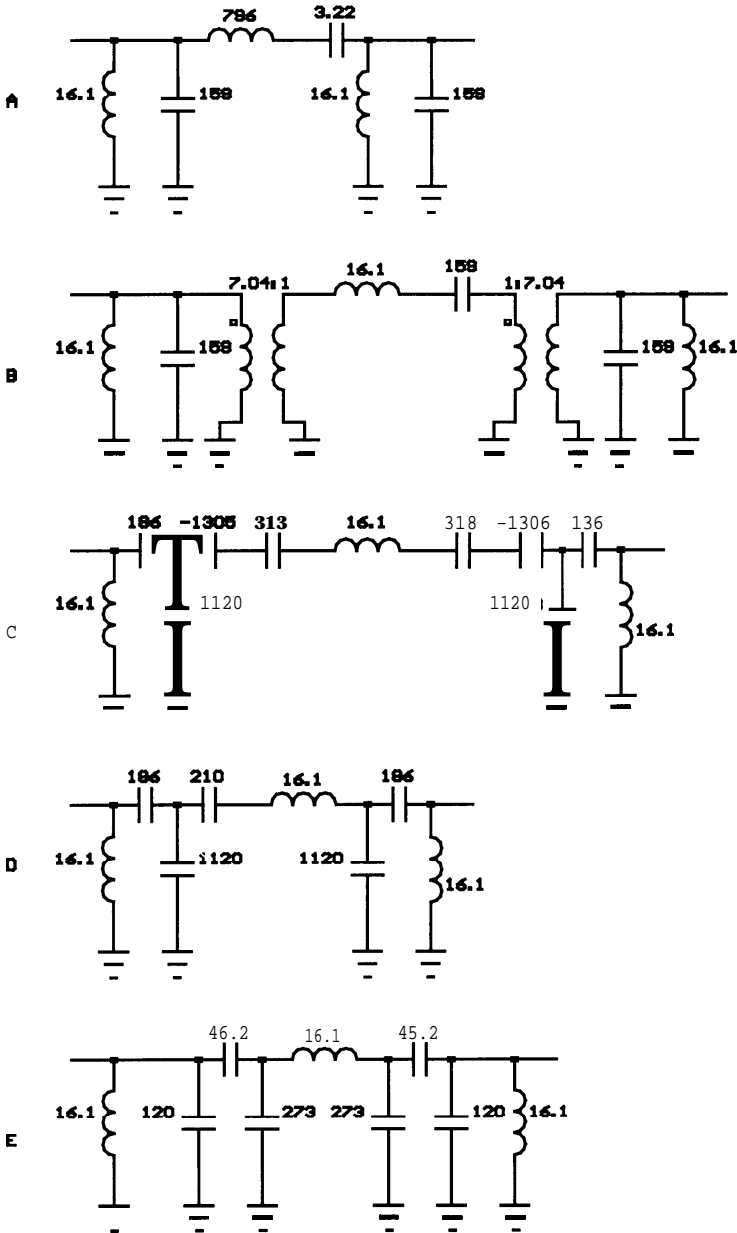 786 3.22
A 16.1 158 16.1 158
7.04:1 16.1 158 1:7.04
B 16.1 158 158 16.1
186 -1305 313 16.1 318 -1306 136
C 16.1 1120 1120 16.1
186 210 16.1 186
D 16.1 1120 1120 16.1
46.2 16.1 45.2
E 16.1 120 273 273 120 16.1